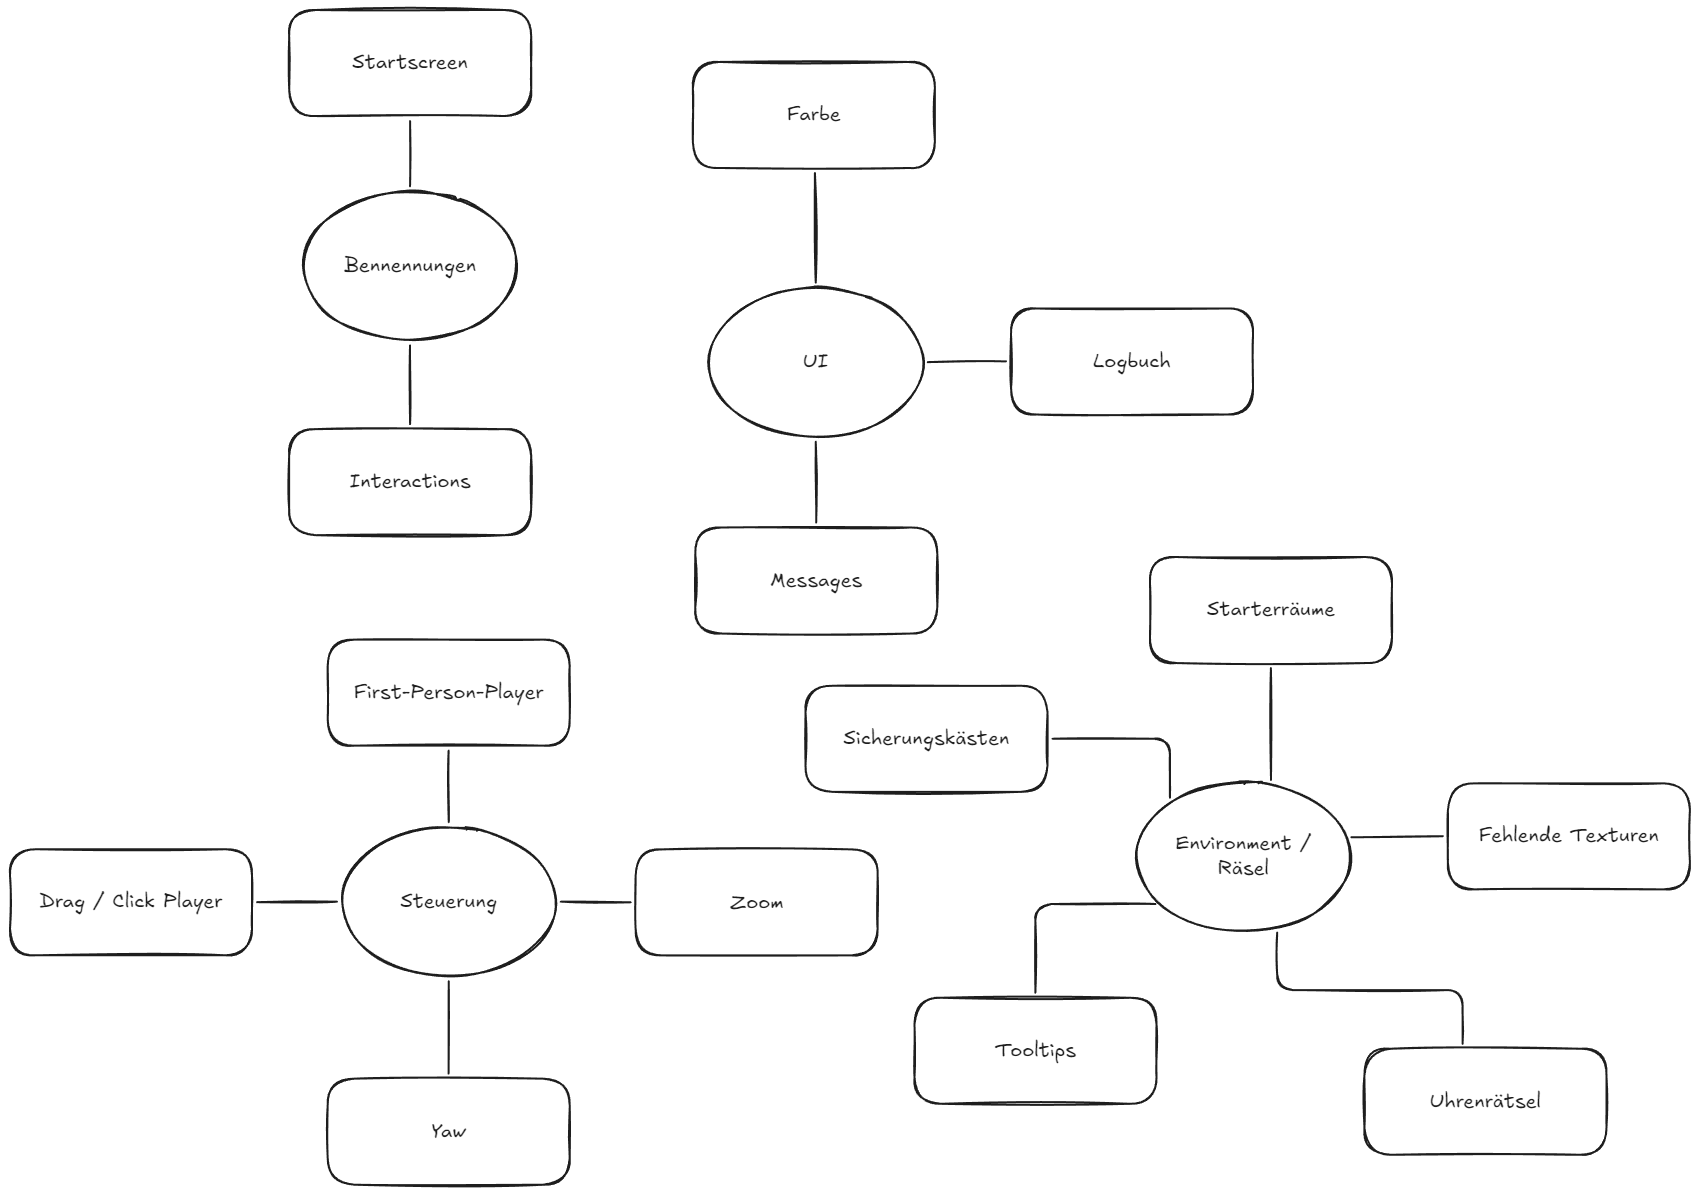 Startscreen
Bennennungen
Interactions
Farbe
UI
Logbuch
Messages
First-Person-Player
Drag / Click Player
Steuerung
Zoom
Yaw
Starterräume
Sicherungskästen
Environment /
Räsel
Fehlende Texturen
Tooltips
Uhrenrätsel